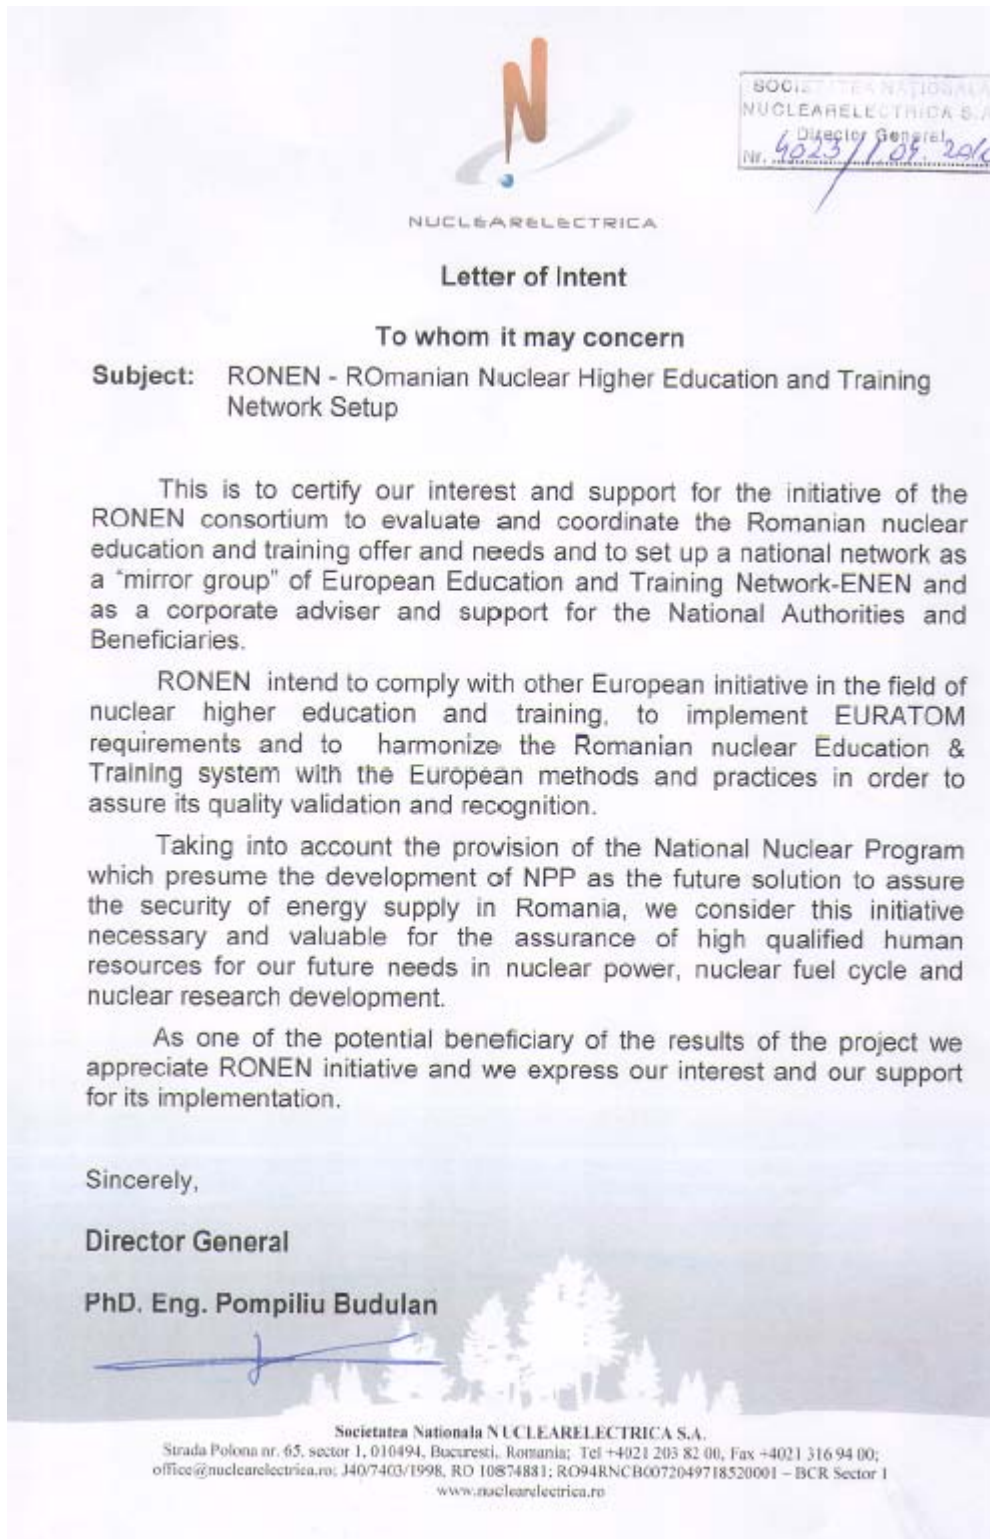 NUCLEARELECTRICA
SOCIETATEA NATIONALA
NUCLEARELECTRICA S.A
Director General
Nr. 4023
Letter of Intent
To whom it may concern
Subject: RONEN - ROmanian Nuclear Higher Education and Training
Network Setup
This is to certify our interest and support for the initiative of the
RONEN consortium to evaluate and coordinate the Romanian nuclear
education and training offer and needs and to set up a national network as
a “mirror group” of European Education and Training Network-ENEN and
as a corporate adviser and support for the National Authorities and
Beneficiaries.
RONEN intend to comply with other European initiative in the field of
nuclear higher education and training, to implement EURATOM
requirements and to harmonize the Romanian nuclear Education &
Training system with the European methods and practices in order to
assure its quality validation and recognition.
Taking into account the provision of the National Nuclear Program
which presume the development of NPP as the future solution to assure
the security of energy supply in Romania, we consider this initiative
necessary and valuable for the assurance of high qualified human
resources for our future needs in nuclear power, nuclear fuel cycle and
nuclear research development.
As one of the potential beneficiary of the results of the project we
appreciate RONEN initiative and we express our interest and our support
for its implementation.
Sincerely,
Director General
PhD. Eng. Pompiliu Budulan
Societatea Nationala NUCLEARELECTRICA S.A.
Strada Polona nr. 65, sector 1, 010494, Bucuresti, Romania; Tel +4021 203 82 00, Fax +4021 316 94 00;
office@nuclearelectrica.ro; J40/7403/1998, RO 10874881; RO94RNCB0072049718520001 – BCR Sector 1
www.nuclearelectrica.ro